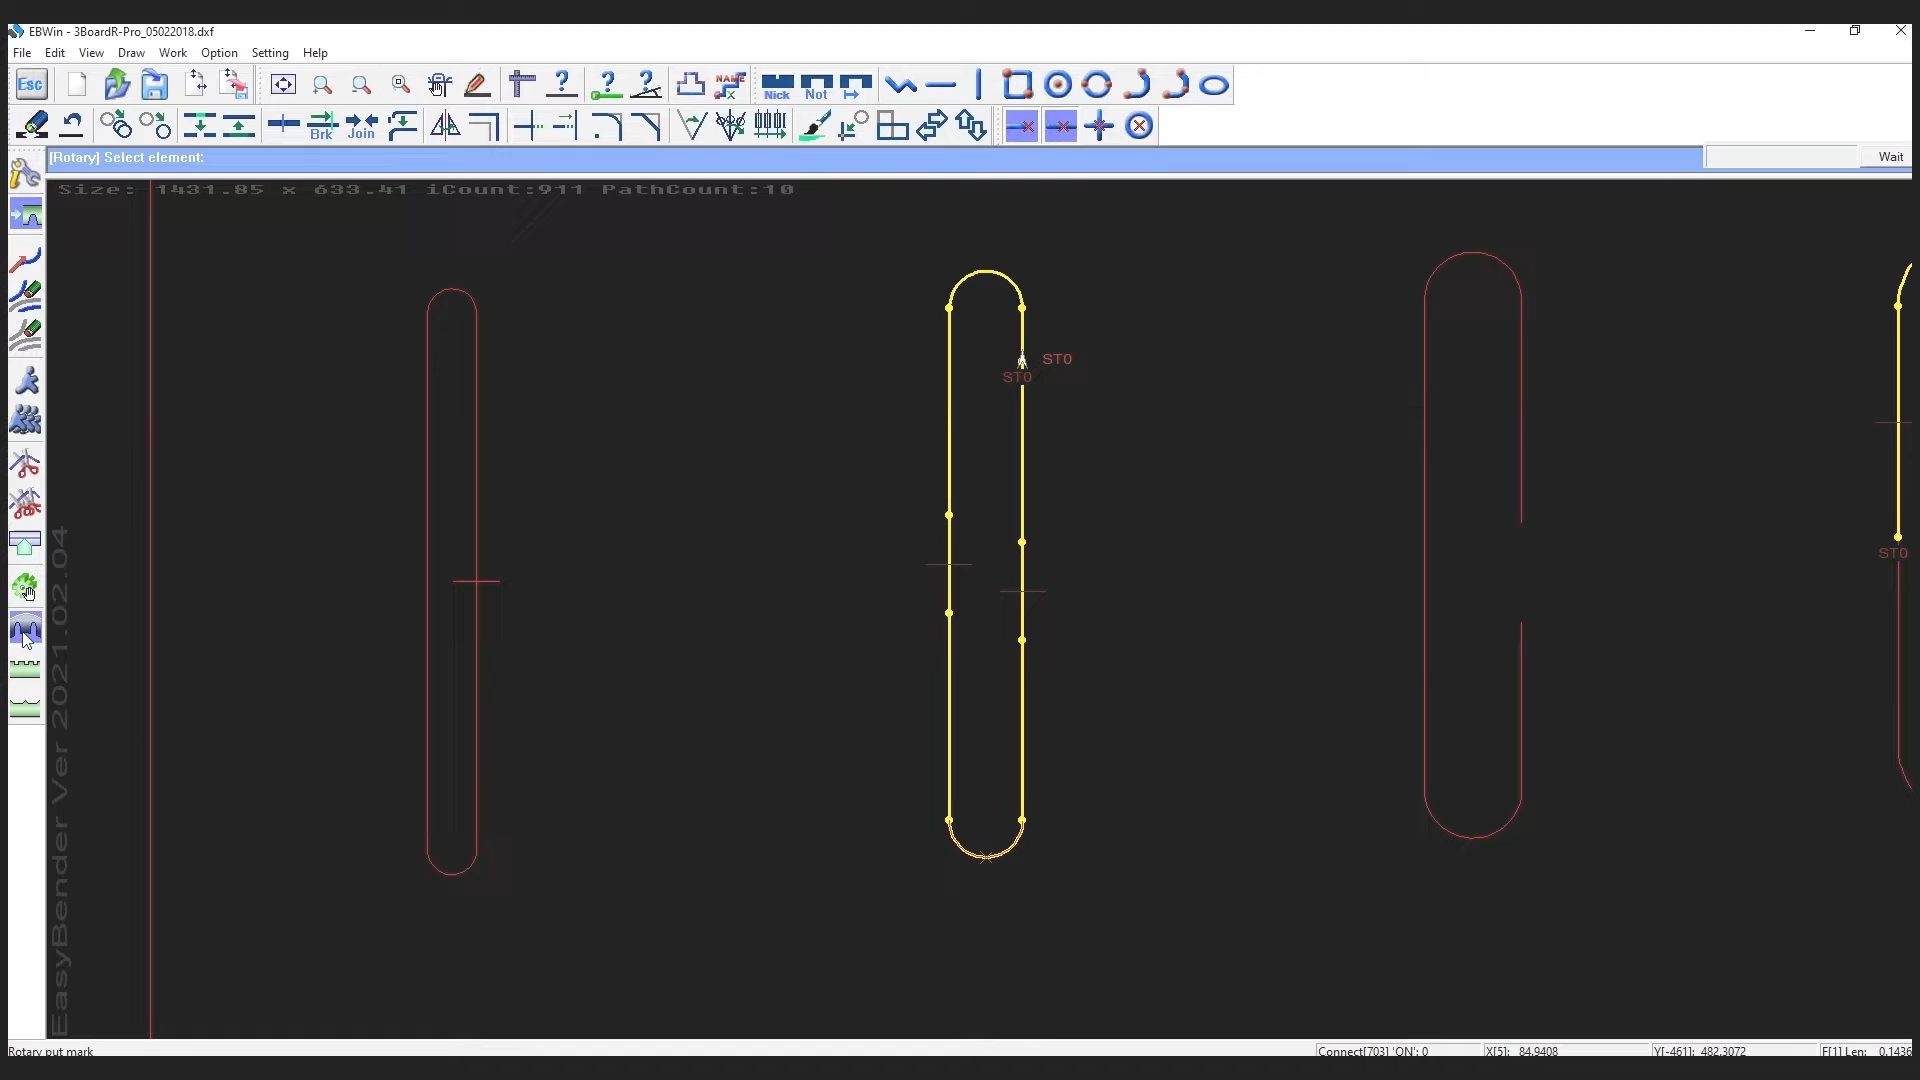 EBWin - 3BoardR-Pro_05022018.dxf
File Edit View Draw Work Option Setting Help
Esc NAME Nick Not
Brk Join
[Rotary] Select element: Wait
Size: 1431.85 x 633.41 iCount:911 PathCount:10
ST0
ST0
ST0
EasyBender Ver 2021.02.04
Rotary put mark Connect[703] 'ON': 0 X[5]: 84.9408 Y[-461]: 482.3072 F[1] Len: 0.1436